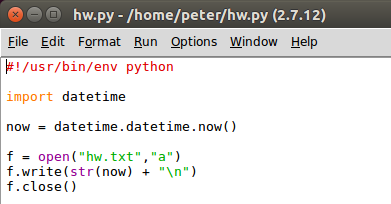 hw.py - /home/peter/hw.py (2.7.12)
File Edit Format Run Options Window Help
#!/usr/bin/env python
import datetime
now = datetime.datetime.now()
f = open("hw.txt","a")
f.write(str(now) + "\n")
f.close()